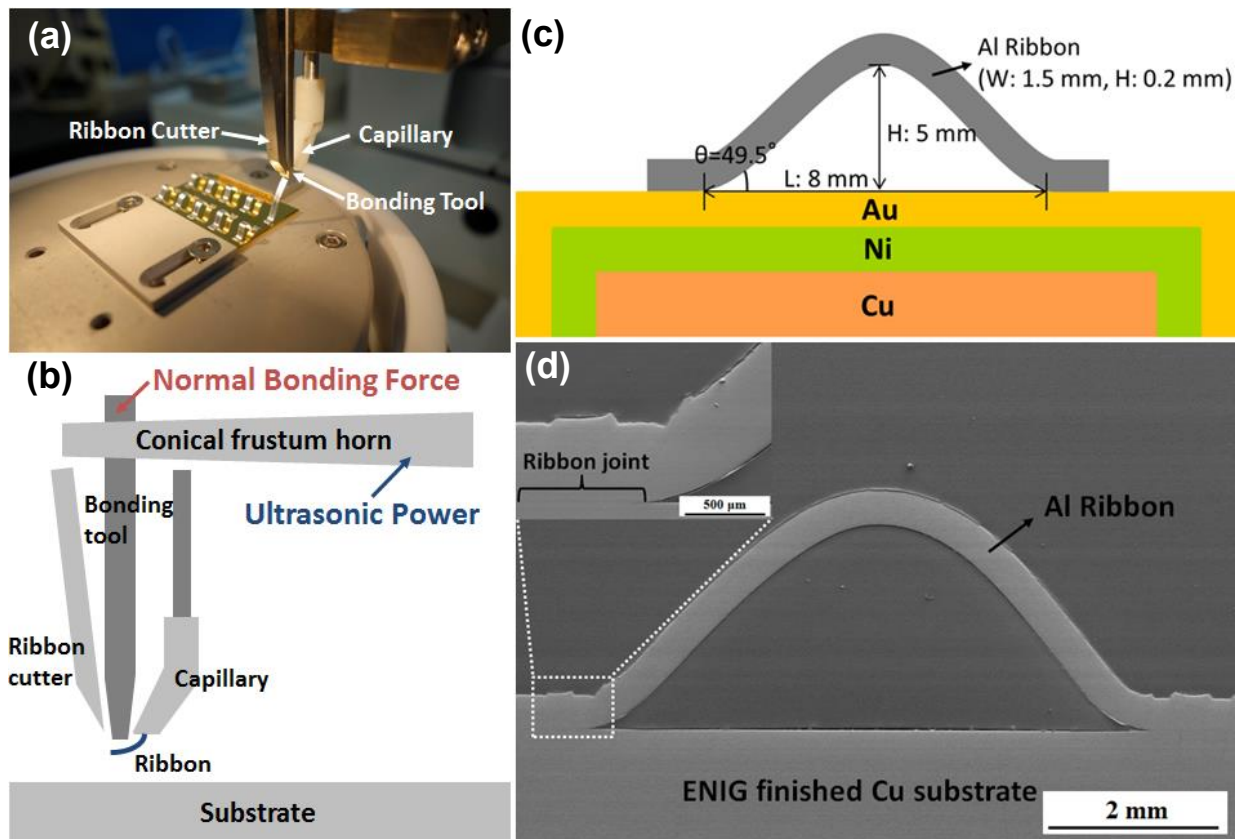 (a)
Ribbon Cutter
Capillary
Bonding Tool
(b)
Normal Bonding Force
Conical frustum horn
Bonding
tool
Ultrasonic Power
Ribbon
cutter
Capillary
Ribbon
Substrate
(c)
Al Ribbon
(W: 1.5 mm, H: 0.2 mm)
H: 5 mm
θ=49.5°
L: 8 mm
Au
Ni
Cu
(d)
Ribbon joint
500 μm
Al Ribbon
ENIG finished Cu substrate
2 mm